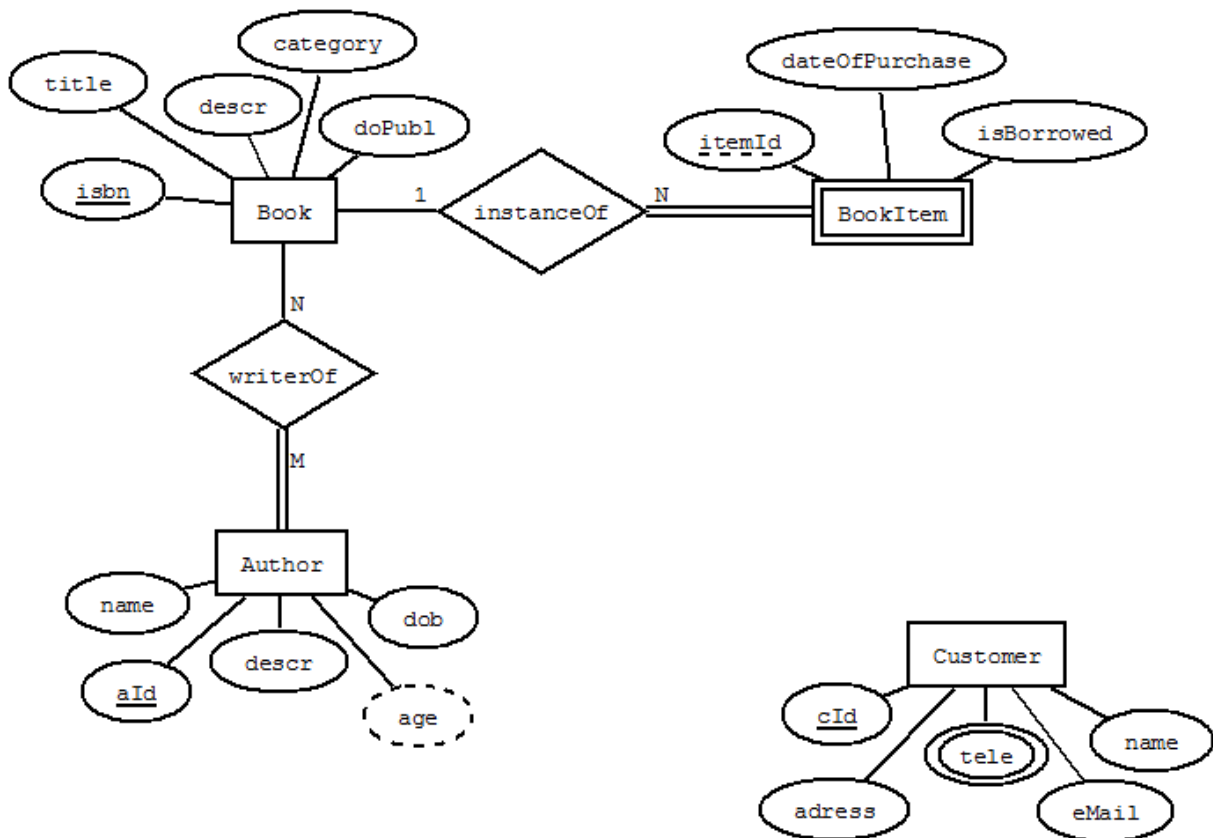 category
title
dateOfPurchase
descr
doPubl
isBorrowed
itemId
isbn
Book
1
instanceOf
N
BookItem
N
writerOf
M
Author
name
dob
descr
aId
age
Customer
cId
tele
name
adress
eMail